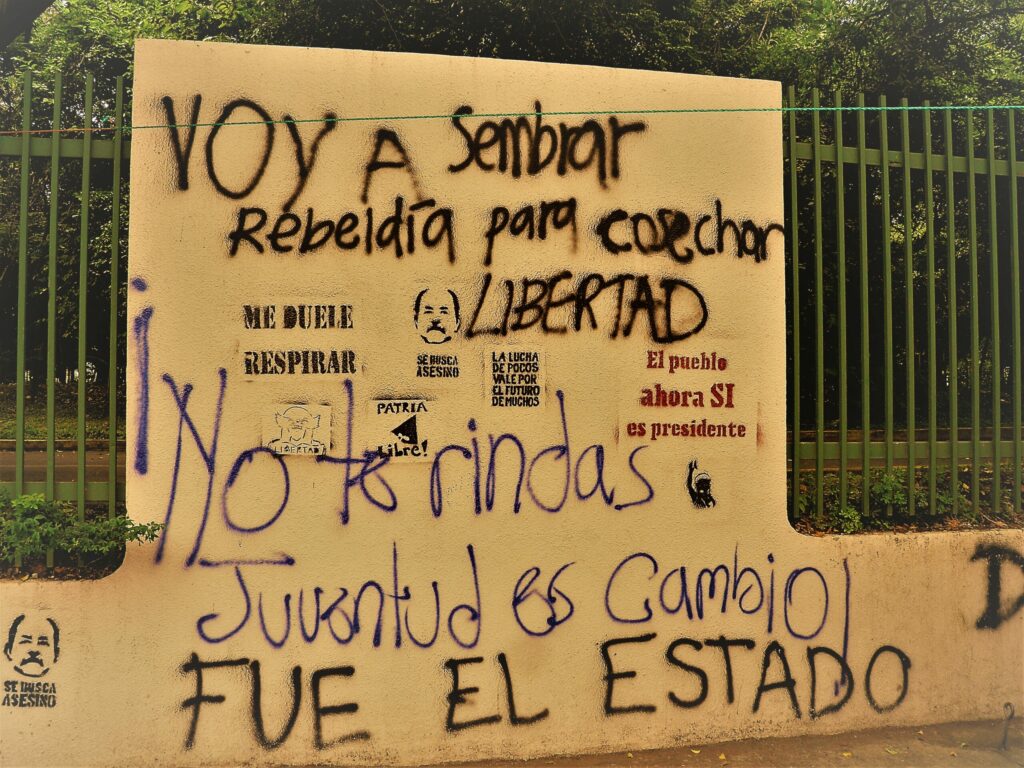 VOY A Sembrar
Rebeldía para cosechar
LIBERTAD
ME DUELE
RESPIRAR
SE BUSCA
ASESINO
LA LUCHA
DE POCOS
VALE POR
EL FUTURO
DE MUCHOS
El pueblo
ahora SI
es presidente
LIBERTAD
PATRIA
Libre!
¡No te rindas
Juventud es Cambio!
FUE EL ESTADO
SE BUSCA
ASESINO
D